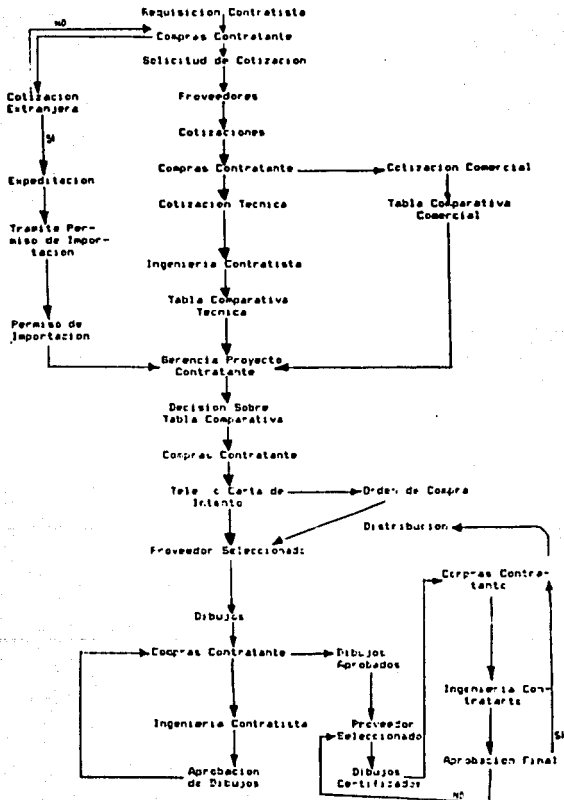 Requisicion Contratista
NO
Compras Contratante
Solicitud de Cotizacion
Cotizacion
Extranjera
Proveedores
SI
Cotizaciones
Expeditacion
Compras Contratante
Cotizacion Comercial
Cotizacion Tecnica
Tabla Comparativa
Comercial
Tramite Per-
miso de Impor-
tacion
Ingenieria Contratista
Tabla Comparativa
Tecnica
Permiso de
Importacion
Gerencia Proyecto
Contratante
Decision Sobre
Tabla Comparativa
Compras Contratante
Carta de
Intento
Orden de Compra
Distribucion
Proveedor Seleccionado
Compras Contra-
tante
Dibujos
Compras Contratante
Dibujos
Aprobados
Ingenieria Con-
tratante
Ingenieria Contratista
Proveedor
Seleccionado
SI
Aprobacion
de Dibujos
Dibujos
Certificados
Aprobacion Final
NO